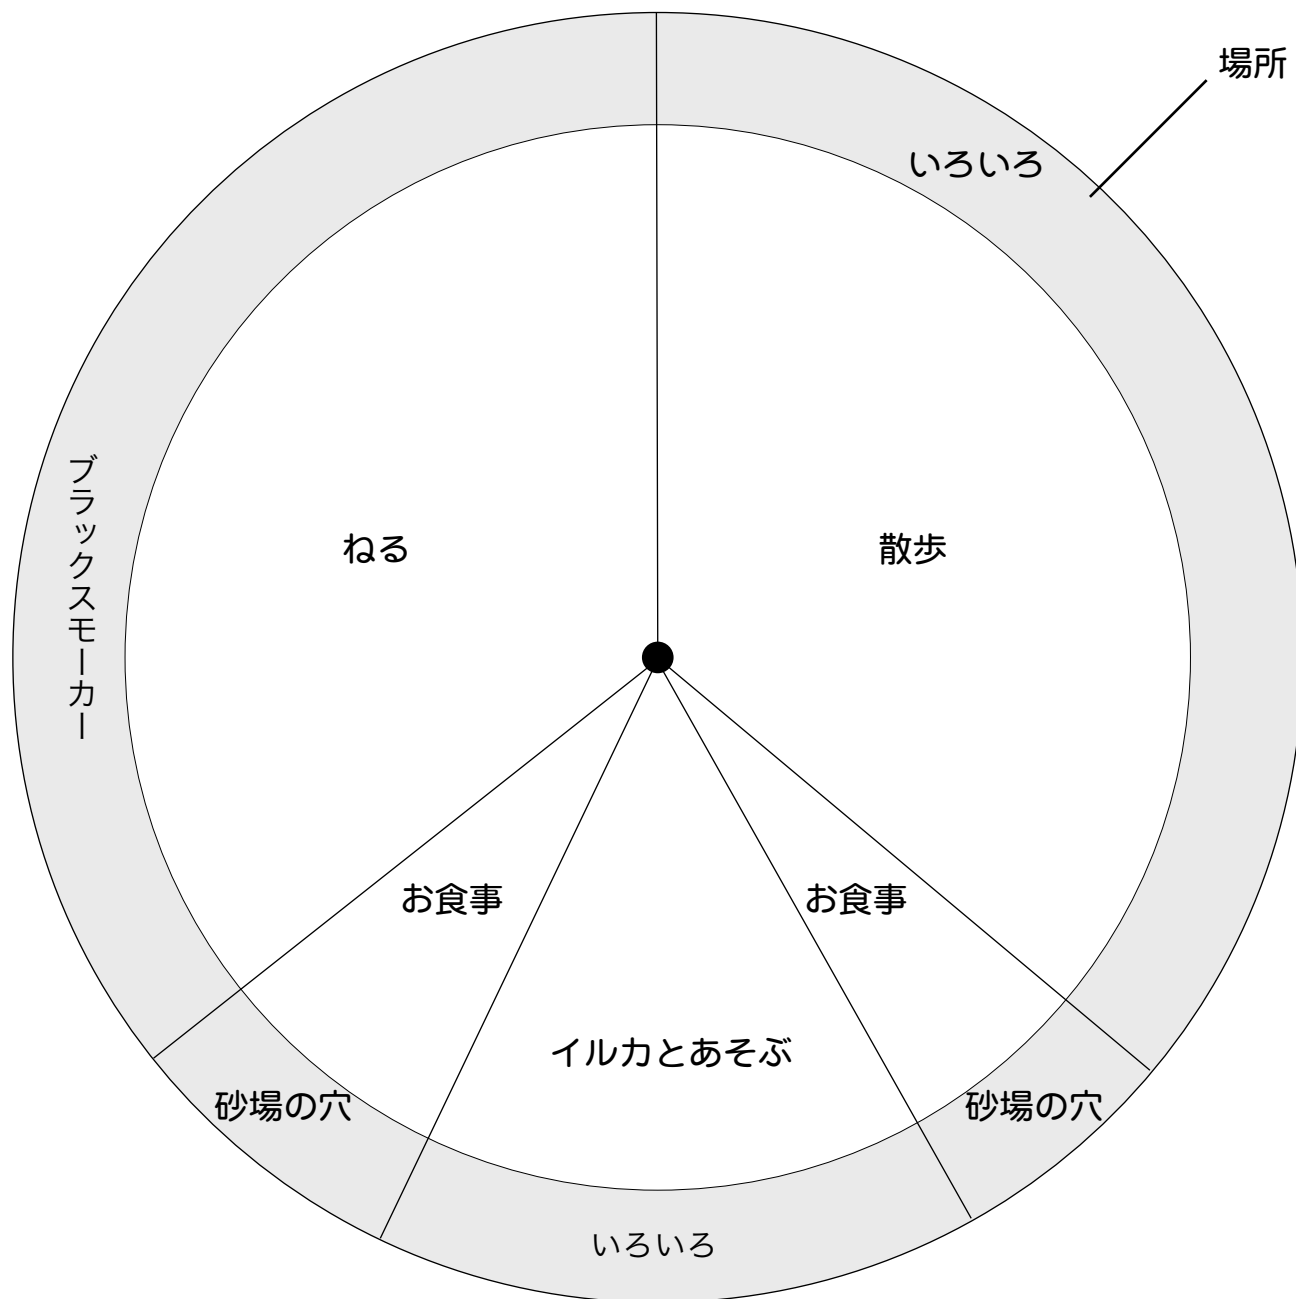 場所
いろいろ
ブラックスモーカー
ねる
散歩
お食事
お食事
イルカとあそぶ
砂場の穴
砂場の穴
いろいろ